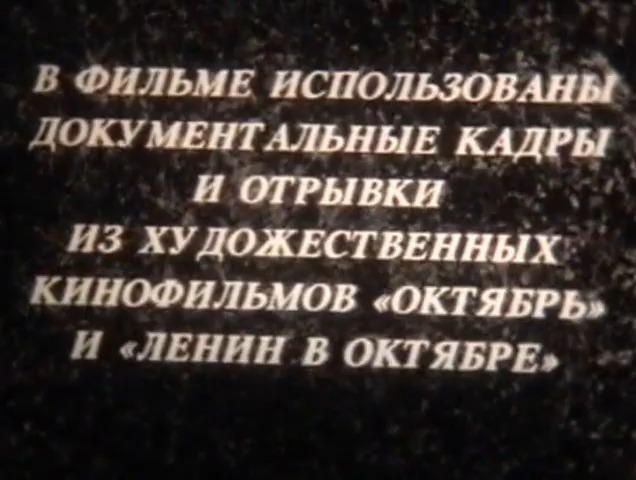 В ФИЛЬМЕ ИСПОЛЬЗОВАНЫ
ДОКУМЕНТАЛЬНЫЕ КАДРЫ
И ОТРЫВКИ
ИЗ ХУДОЖЕСТВЕННЫХ
КИНОФИЛЬМОВ «ОКТЯБРЬ»
И «ЛЕНИН В ОКТЯБРЕ»